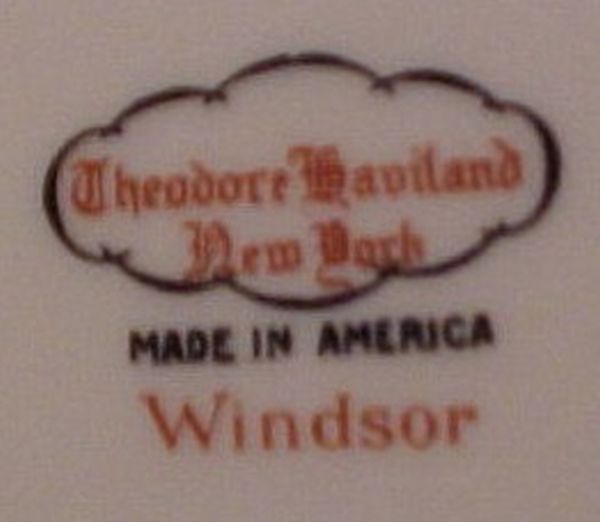 Theodore Haviland
New York
MADE IN AMERICA
Windsor